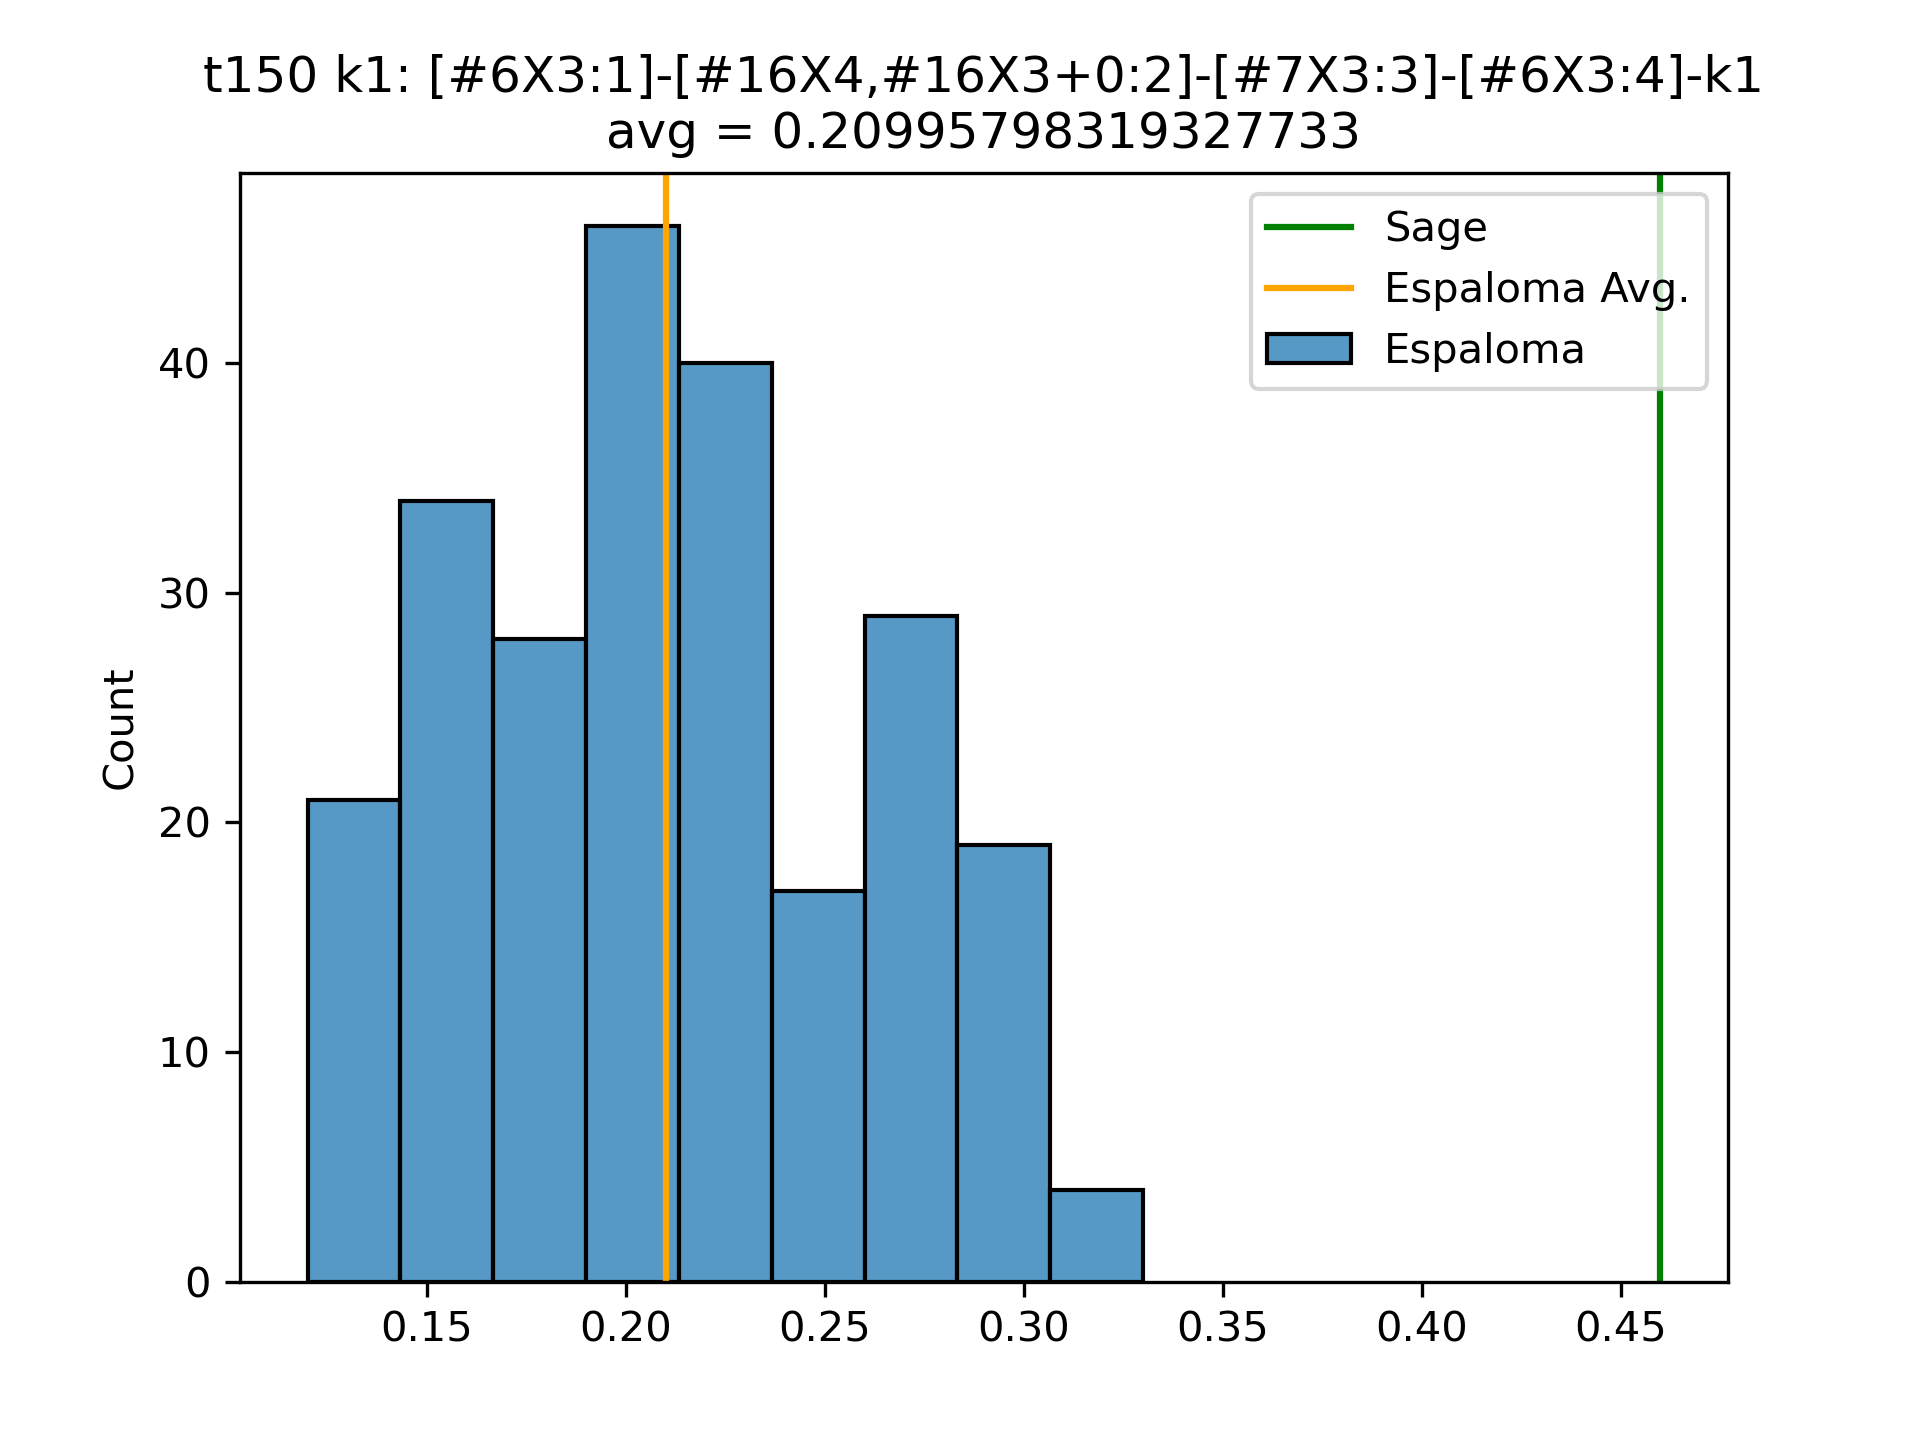 t150 k1: [#6X3:1]-[#16X4,#16X3+0:2]-[#7X3:3]-[#6X3:4]-k1
avg = 0.20995798319327733
Sage
Espaloma Avg.
Espaloma
Count
40
30
20
10
0
0.15 0.20 0.25 0.30 0.35 0.40 0.45